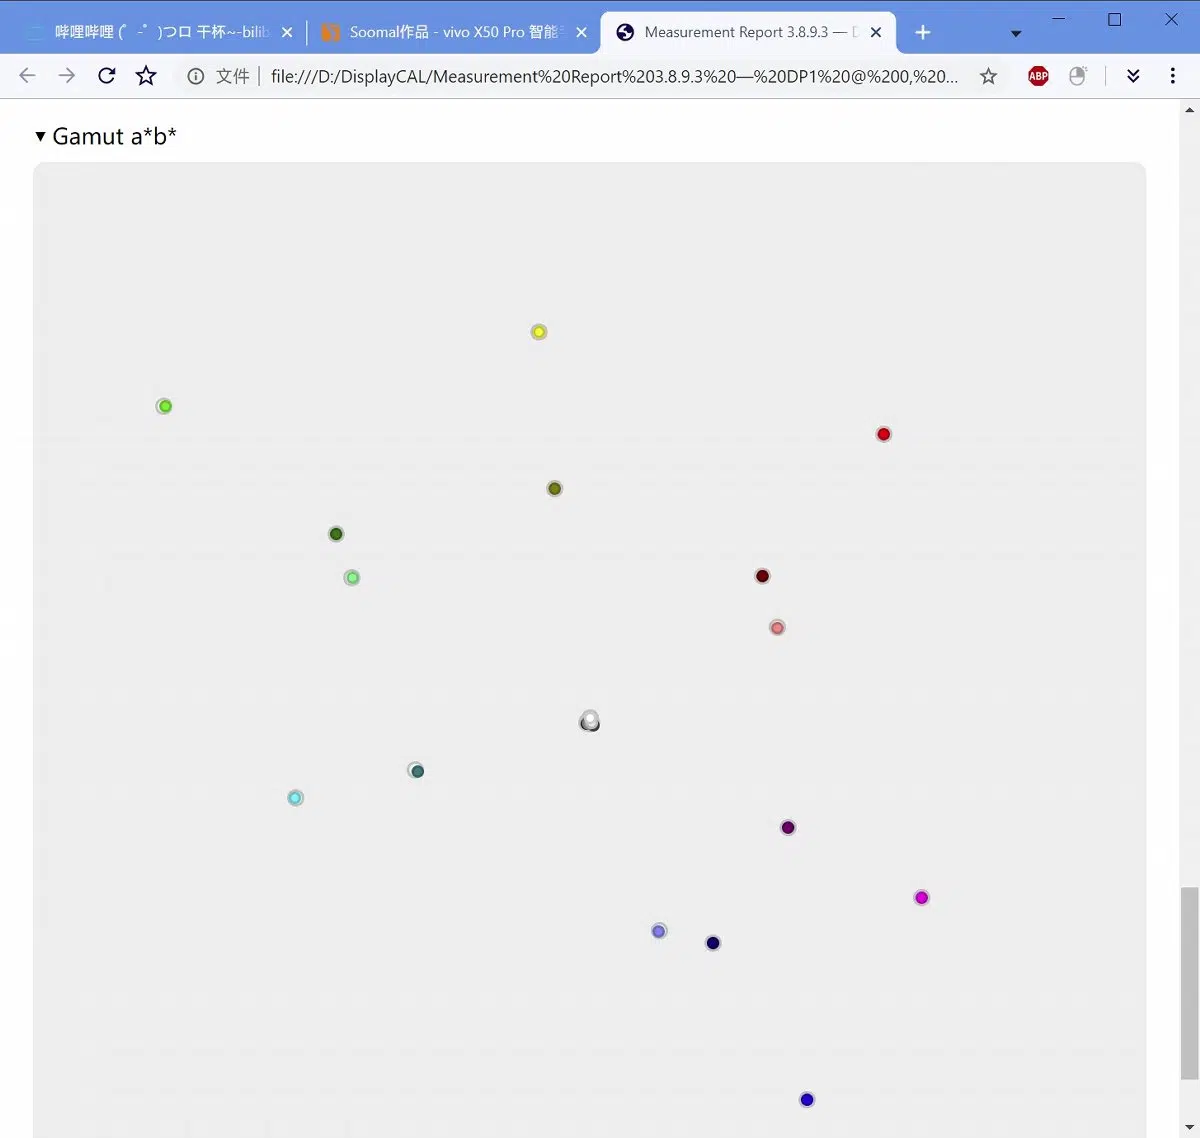 哔哩哔哩 (゜-゜)つロ 干杯~-bilib
Soomal作品 - vivo X50 Pro 智能
Measurement Report 3.8.9.3 —
文件
file:///D:/DisplayCAL/Measurement%20Report%203.8.9.3%20—%20DP1%20@%200,%20...
ABP
Gamut a*b*